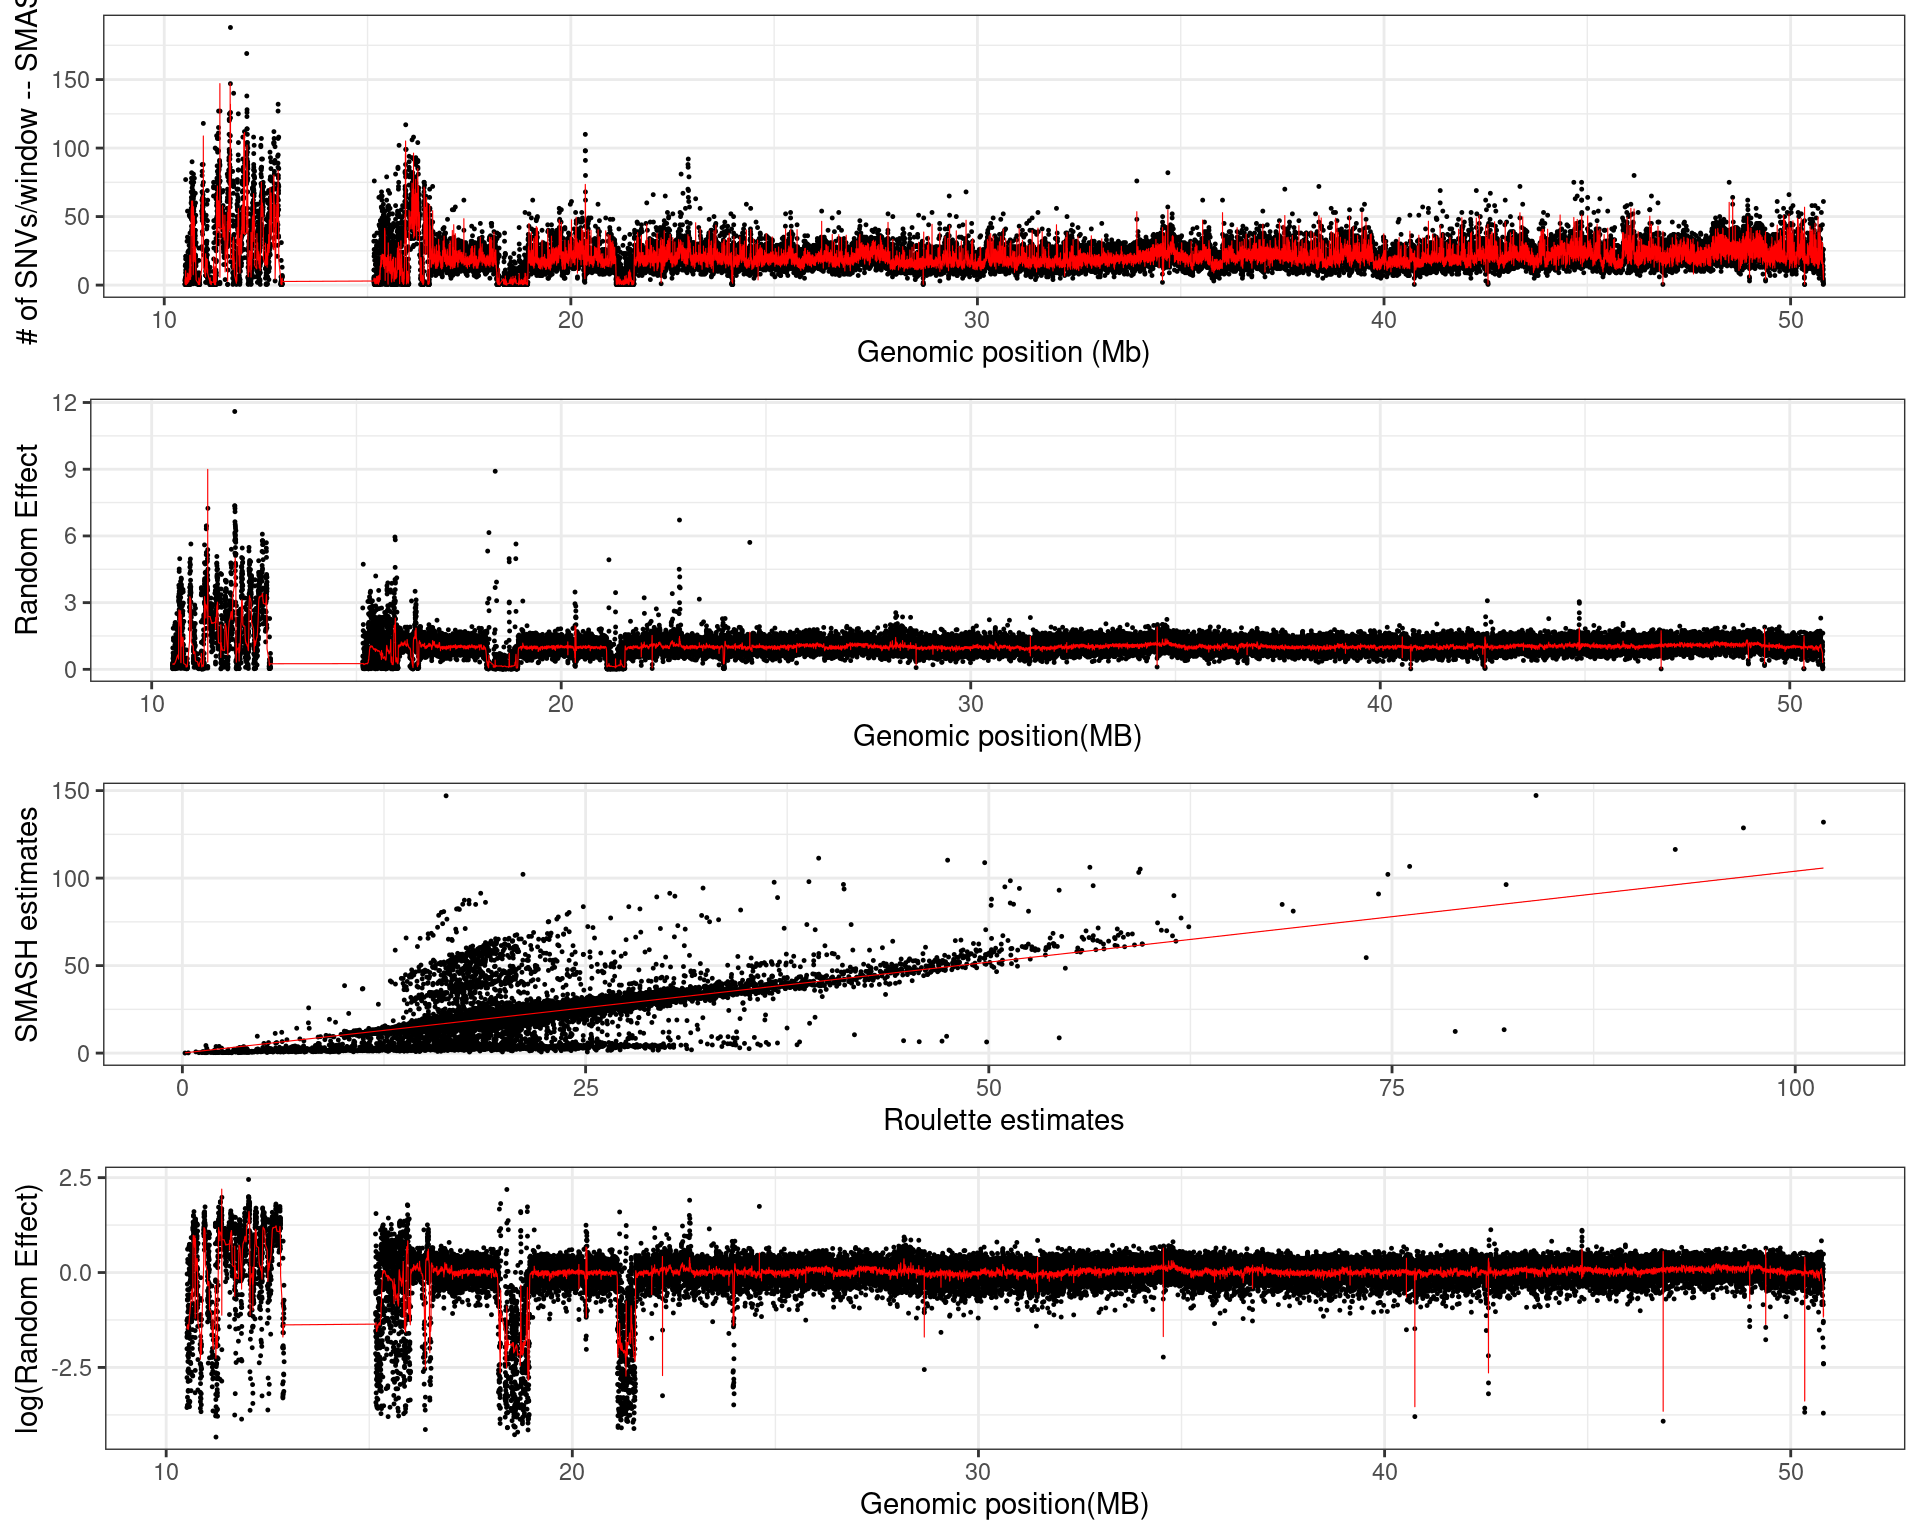 # of SNVs/window -- SMAS
150
100
50
0
10 20 30 40 50
Genomic position (Mb)
Random Effect
12
9
6
3
0
10 20 30 40 50
Genomic position(MB)
SMASH estimates
150
100
50
0
0 25 50 75 100
Roulette estimates
log(Random Effect)
2.5
0.0
-2.5
10 20 30 40 50
Genomic position(MB)